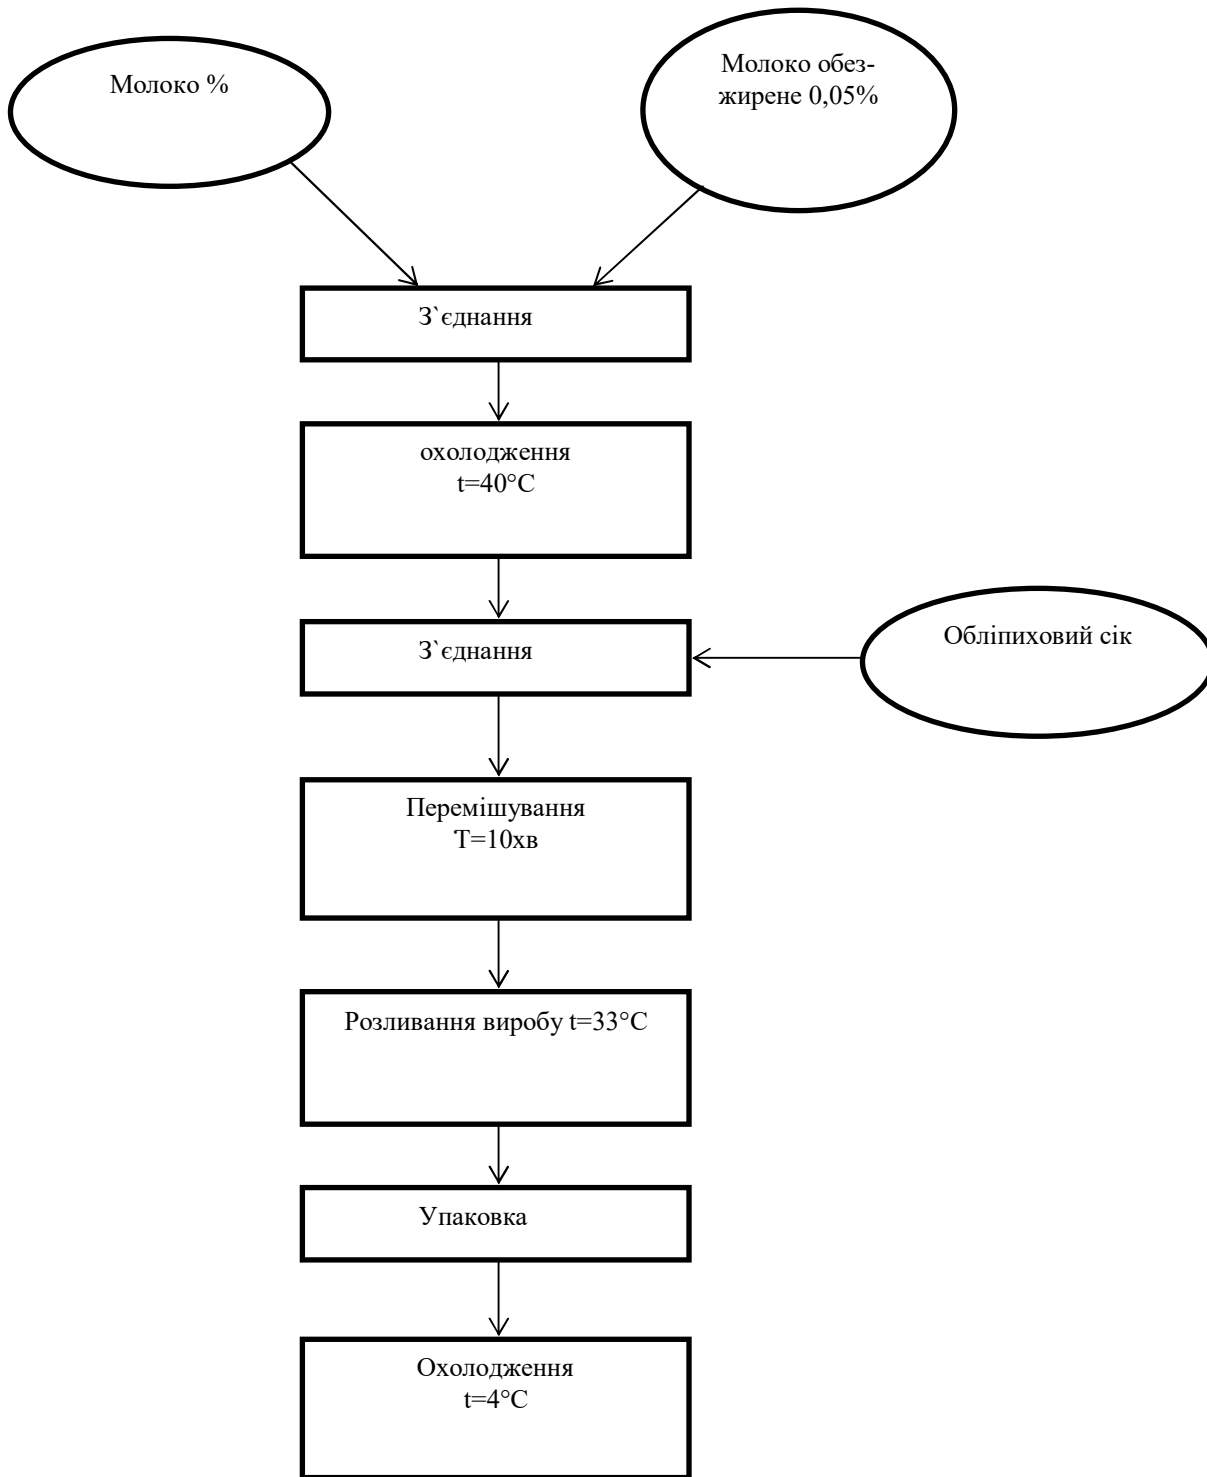 Молоко %
Молоко обез-
жирене 0,05%
З`єднання
охолодження
t=40°C
З`єднання
Обліпиховий сік
Перемішування
Т=10хв
Розливання виробу t=33°C
Упаковка
Охолодження
t=4°C